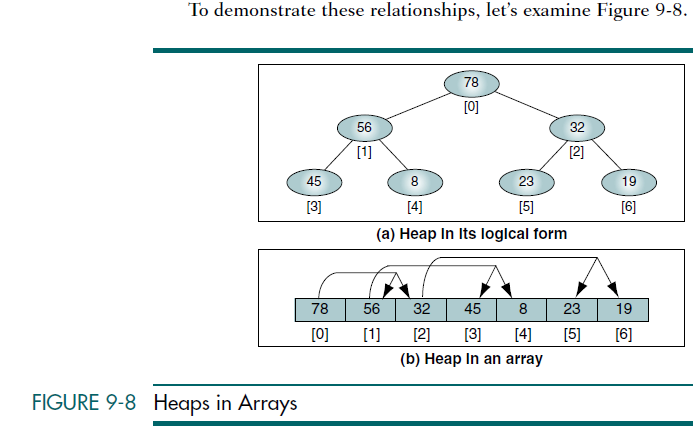 To demonstrate these relationships, let's examine Figure 9-8.
78
[0]
56
32
[1]
[2]
45
8
23
19
[3]
[4]
[5]
[6]
(a) Heap in its logical form
78 56 32 45 8 23 19
[0] [1] [2] [3] [4] [5] [6]
(b) Heap in an array
FIGURE 9-8 Heaps in Arrays